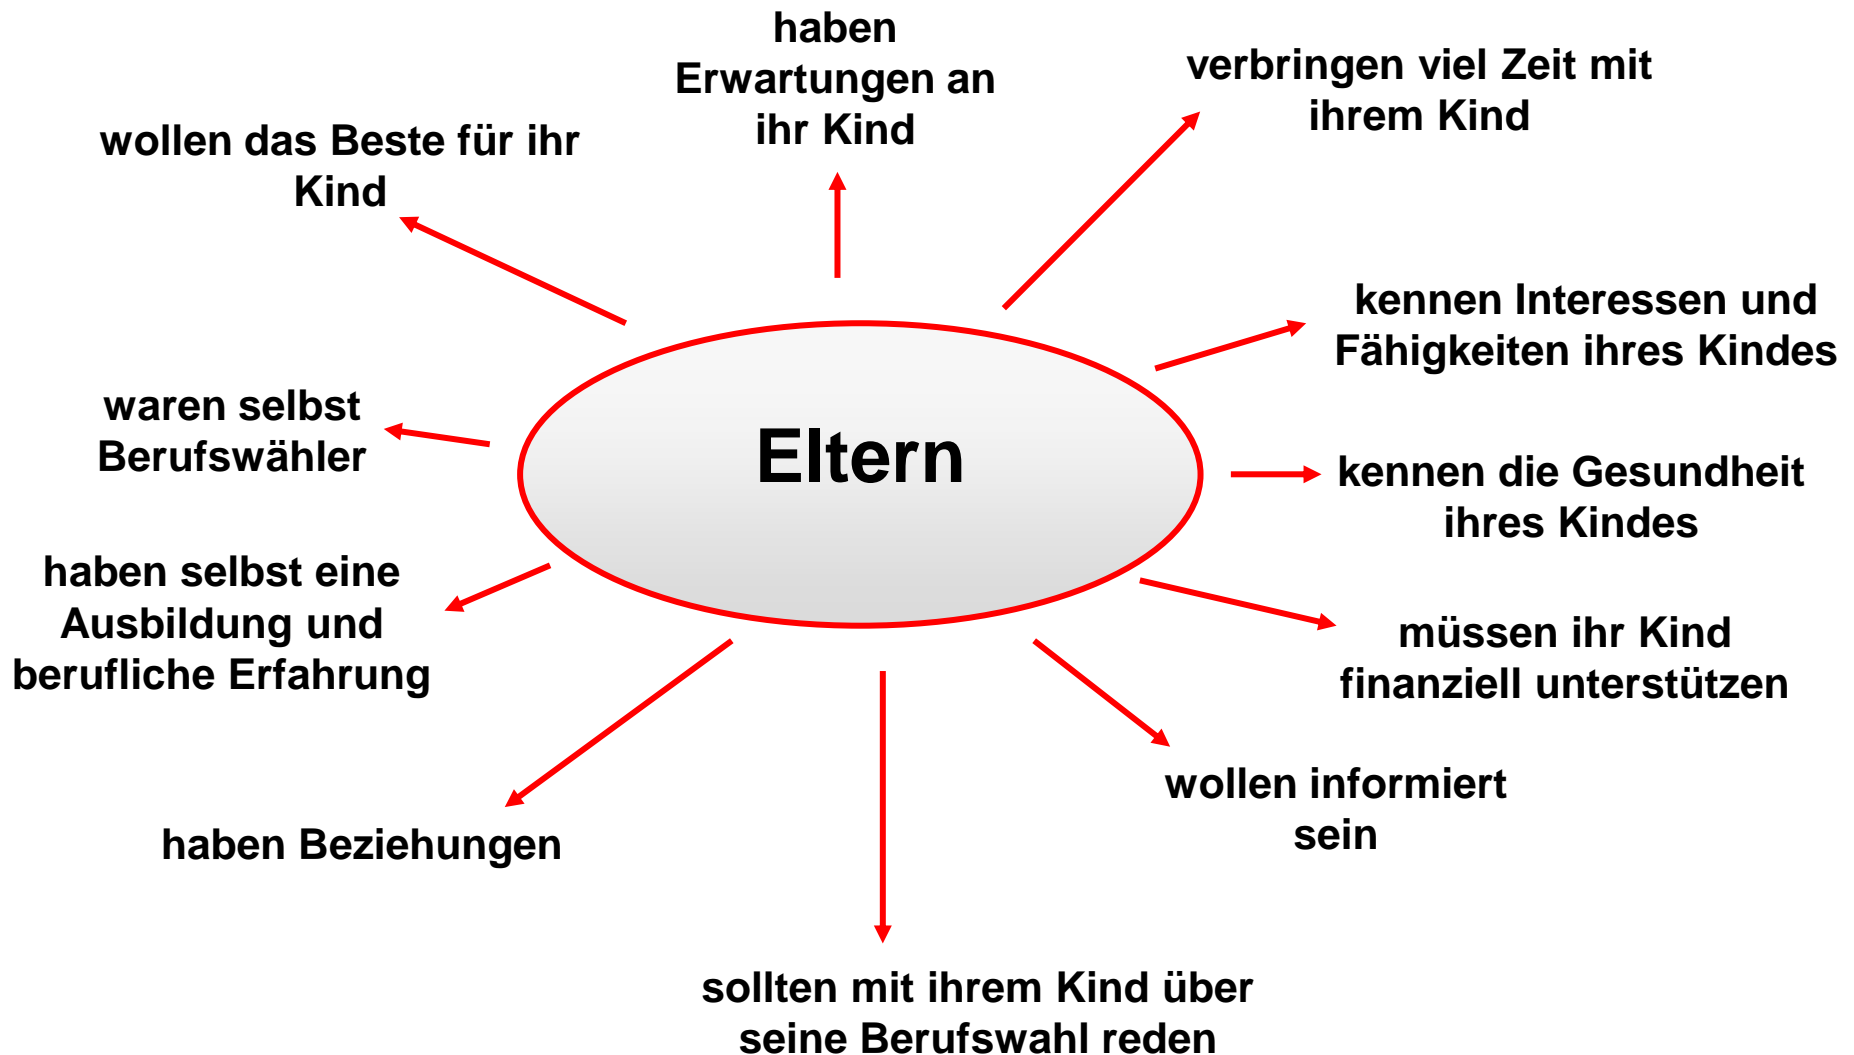 haben
Erwartungen an
ihr Kind
verbringen viel Zeit mit
ihrem Kind
wollen das Beste für ihr
Kind
kennen Interessen und
Fähigkeiten ihres Kindes
waren selbst
Berufswähler
Eltern
kennen die Gesundheit
ihres Kindes
haben selbst eine
Ausbildung und
berufliche Erfahrung
müssen ihr Kind
finanziell unterstützen
wollen informiert
sein
haben Beziehungen
sollten mit ihrem Kind über
seine Berufswahl reden